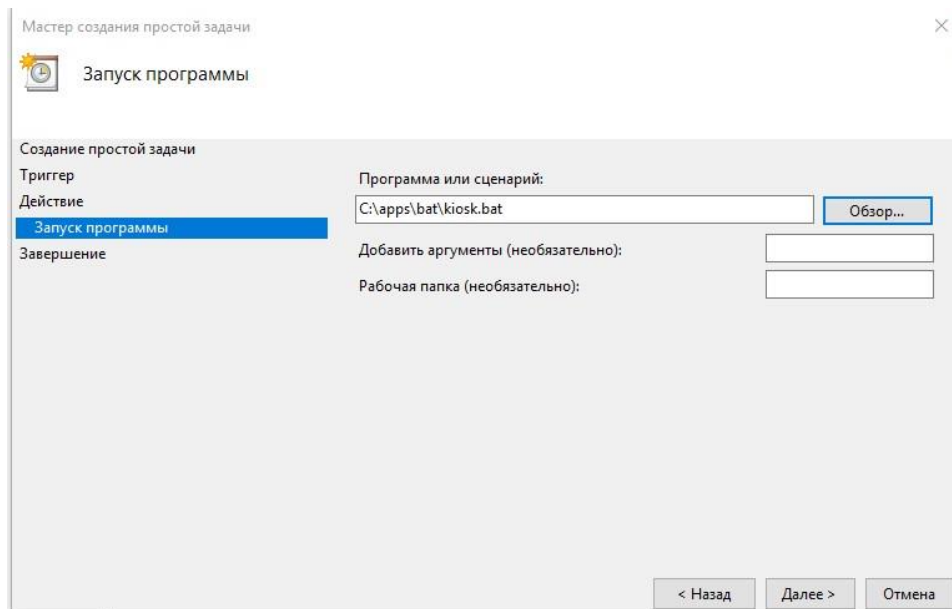 Мастер создания простой задачи
Запуск программы
Создание простой задачи
Триггер
Действие
Запуск программы
Завершение
Программа или сценарий:
C:\apps\bat\kiosk.bat
Обзор...
Добавить аргументы (необязательно):
Рабочая папка (необязательно):
< Назад
Далее >
Отмена